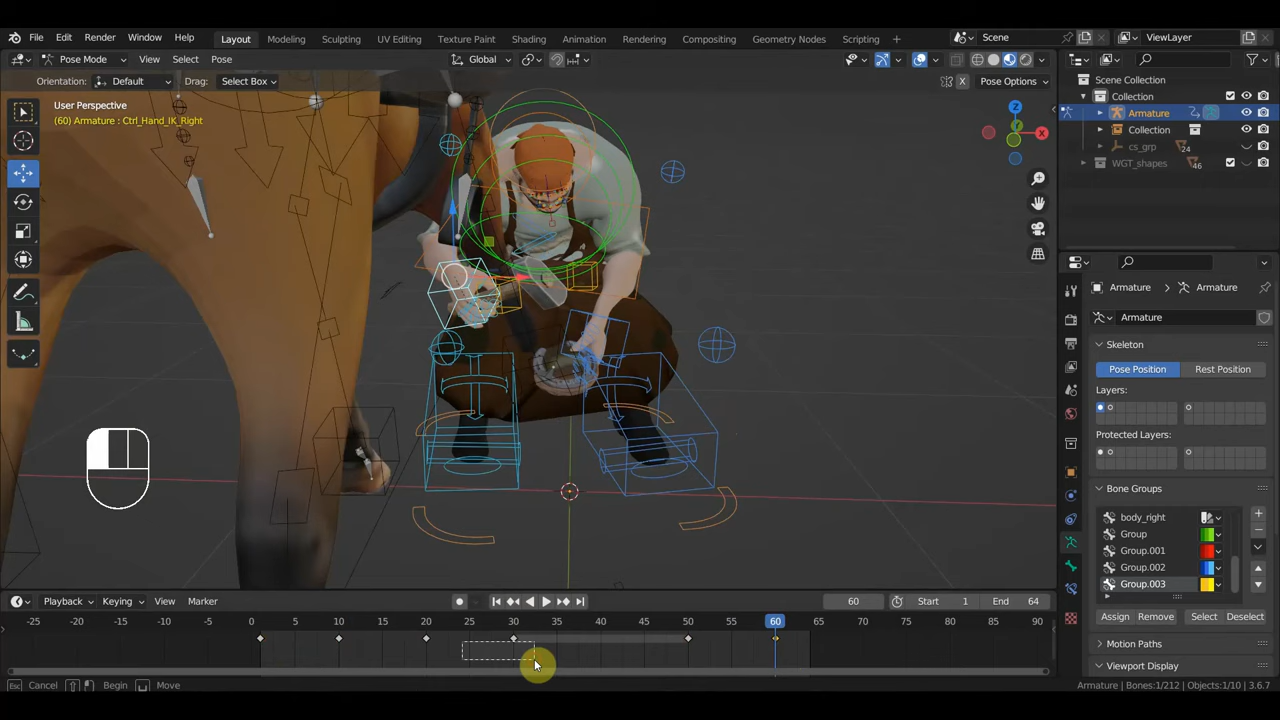 File Edit Render Window Help Layout Modeling Sculpting UV Editing Texture Paint Shading Animation Rendering Compositing Geometry Nodes Scripting + Scene ViewLayer
Pose Mode View Select Pose Global Pose Options
Orientation: Default Drag: Select Box X
User Perspective
(60) Armature : Ctrl_Hand_IK_Right
Z
Y
X
Scene Collection
Collection
Armature
Collection
cs_grp 24
WGT_shapes 46
Armature Armature
Armature
Skeleton
Pose Position Rest Position
Layers:
Protected Layers:
Bone Groups
body_right
Group
Group.001
Group.002
Group.003
Assign Remove Select Deselect
Motion Paths
Viewport Display
Playback Keying View Marker 60 Start 1 End 64
-25 -20 -15 -10 -5 0 5 10 15 20 25 30 35 40 45 50 55 60 65 70 75 80 85 90
Esc Cancel Begin Move Armature | Bones:1/212 | Objects:1/10 | 3.6.7